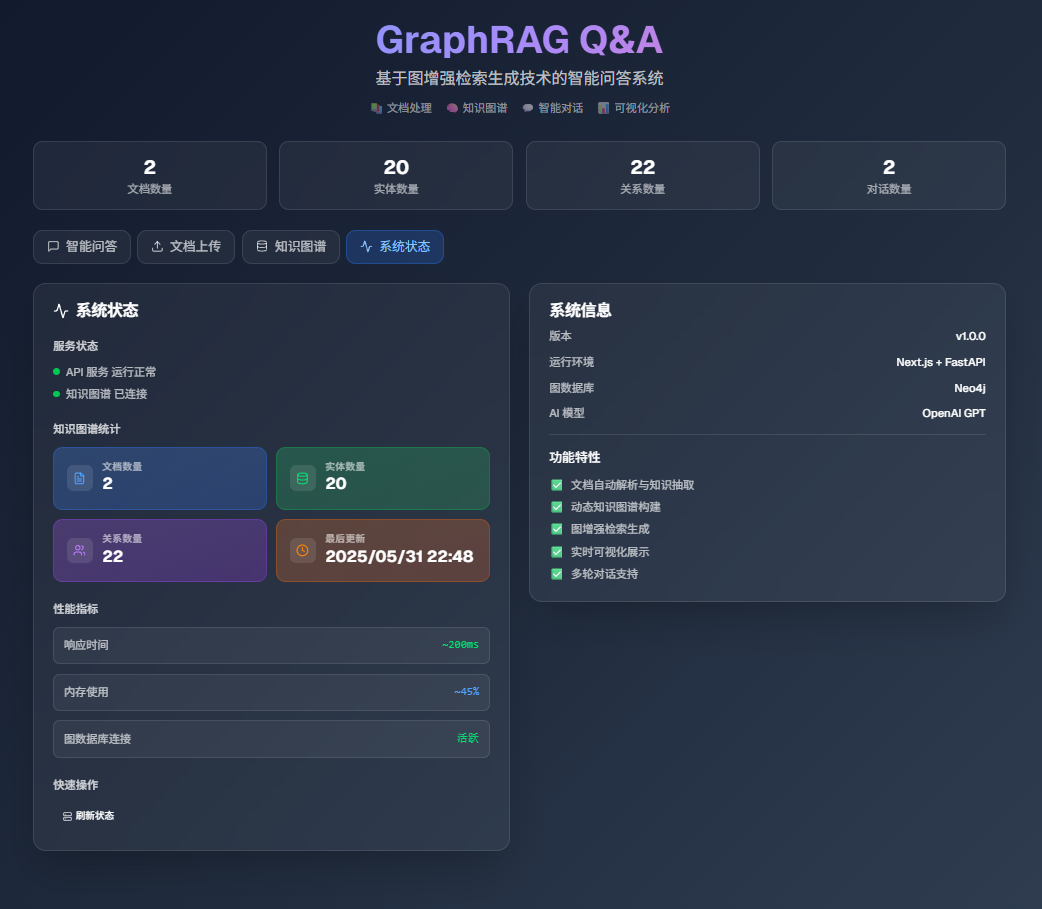 GraphRAG Q&A
基于图增强检索生成技术的智能问答系统
文档处理 知识图谱 智能对话 可视化分析
2
文档数量
20
实体数量
22
关系数量
2
对话数量
智能问答 文档上传 知识图谱 系统状态
系统状态
服务状态
API 服务 运行正常
知识图谱 已连接
知识图谱统计
文档数量
2
实体数量
20
关系数量
22
最后更新
2025/05/31 22:48
性能指标
响应时间 ~200ms
内存使用 ~45%
图数据库连接 活跃
快速操作
刷新状态
系统信息
版本 v1.0.0
运行环境 Next.js + FastAPI
图数据库 Neo4j
AI 模型 OpenAI GPT
功能特性
文档自动解析与知识抽取
动态知识图谱构建
图增强检索生成
实时可视化展示
多轮对话支持